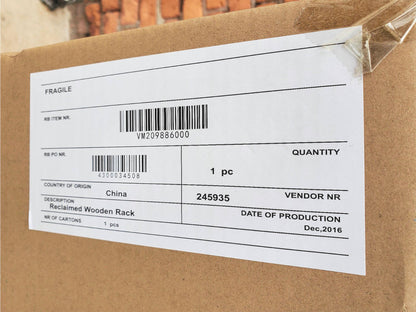 FRAGILE
RB ITEM NR.
VM209886000
RB PO NR.
4300034508
QUANTITY
1 pc
COUNTRY OF ORIGIN
China
245935 VENDOR NR
DESCRIPTION
Reclaimed Wooden Rack
DATE OF PRODUCTION
Dec,2016
NR OF CARTONS
1 pcs